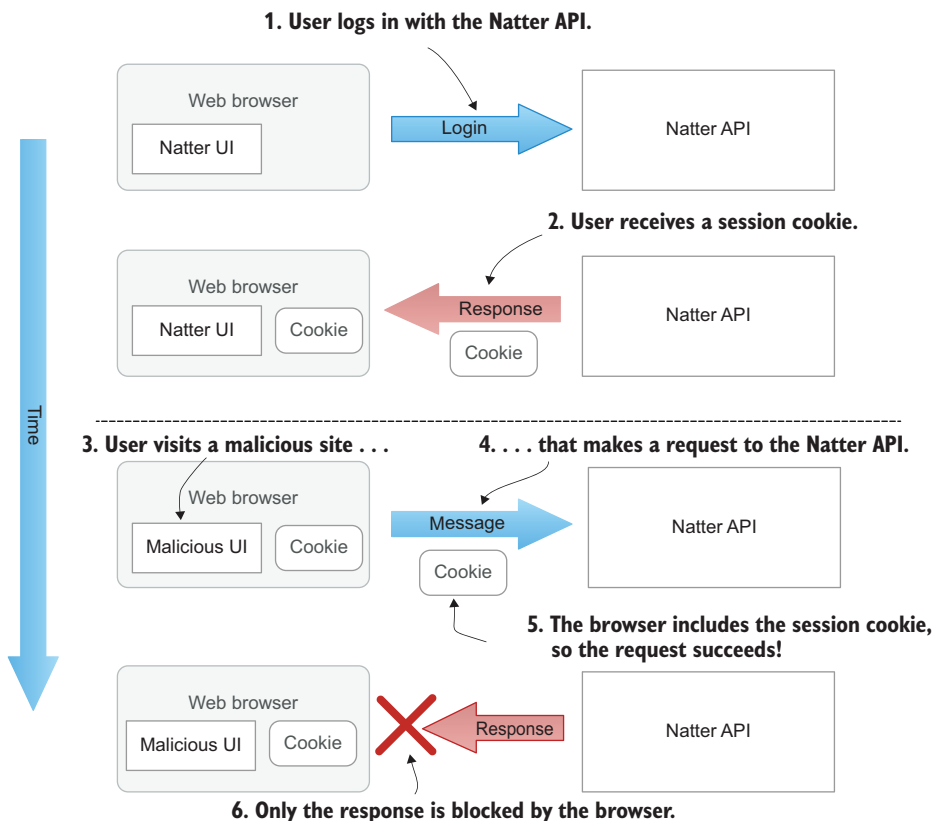 1. User logs in with the Natter API.
Web browser
Natter UI
Login
Natter API
2. User receives a session cookie.
Web browser
Natter UI
Cookie
Response
Cookie
Natter API
Time
3. User visits a malicious site . . .
4. . . . that makes a request to the Natter API.
Web browser
Malicious UI
Cookie
Message
Cookie
Natter API
5. The browser includes the session cookie,
so the request succeeds!
Web browser
Malicious UI
Cookie
Response
Natter API
6. Only the response is blocked by the browser.